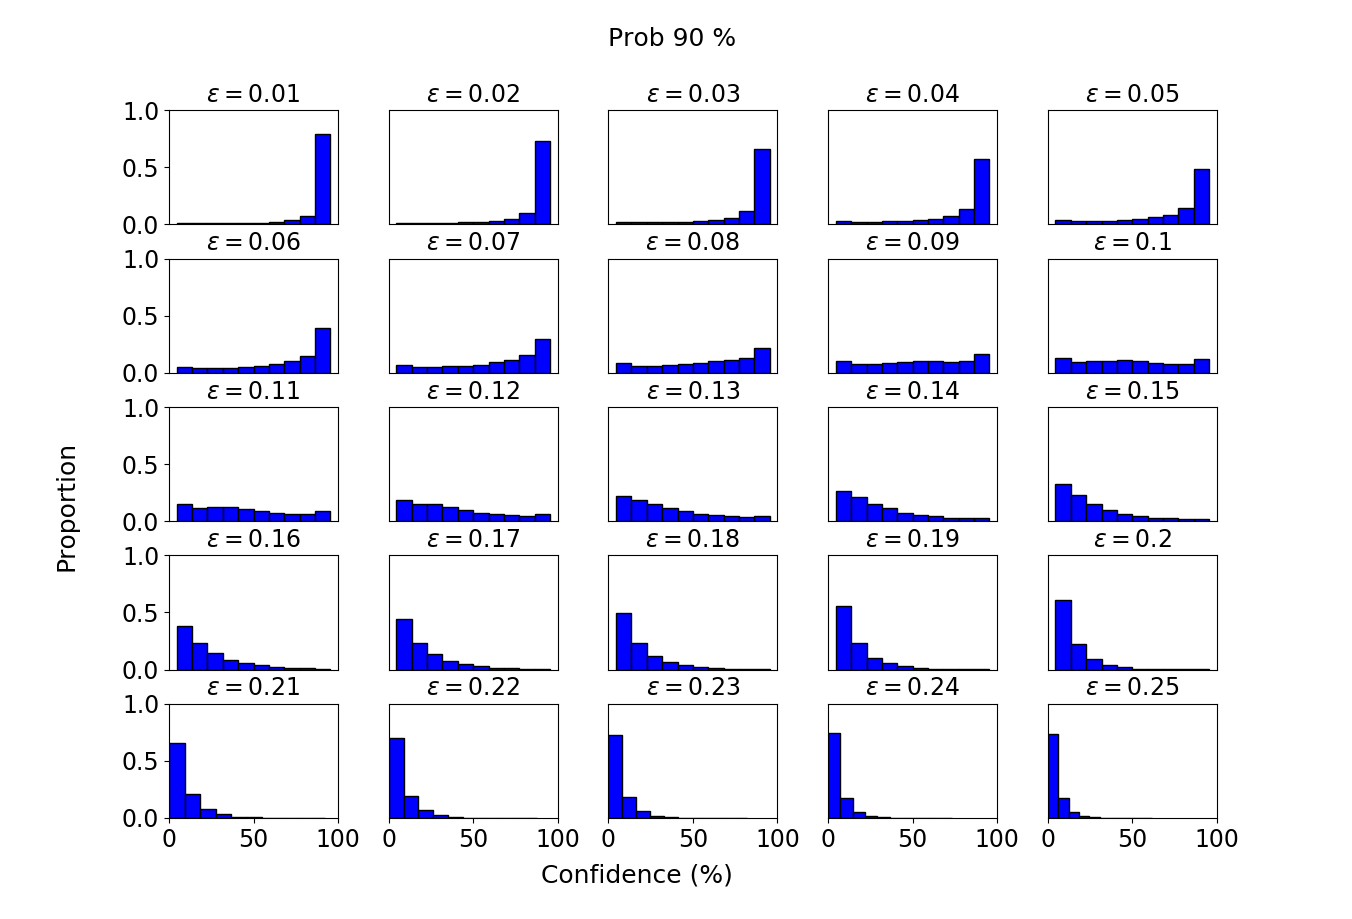 Prob 90 %
ε = 0.01
ε = 0.02
ε = 0.03
ε = 0.04
ε = 0.05
1.0
0.5
0.0
ε = 0.06
ε = 0.07
ε = 0.08
ε = 0.09
ε = 0.1
1.0
0.5
0.0
ε = 0.11
ε = 0.12
ε = 0.13
ε = 0.14
ε = 0.15
1.0
0.5
0.0
Proportion
ε = 0.16
ε = 0.17
ε = 0.18
ε = 0.19
ε = 0.2
1.0
0.5
0.0
ε = 0.21
ε = 0.22
ε = 0.23
ε = 0.24
ε = 0.25
1.0
0.5
0.0
0 50 100
0 50 100
0 50 100
0 50 100
0 50 100
Confidence (%)